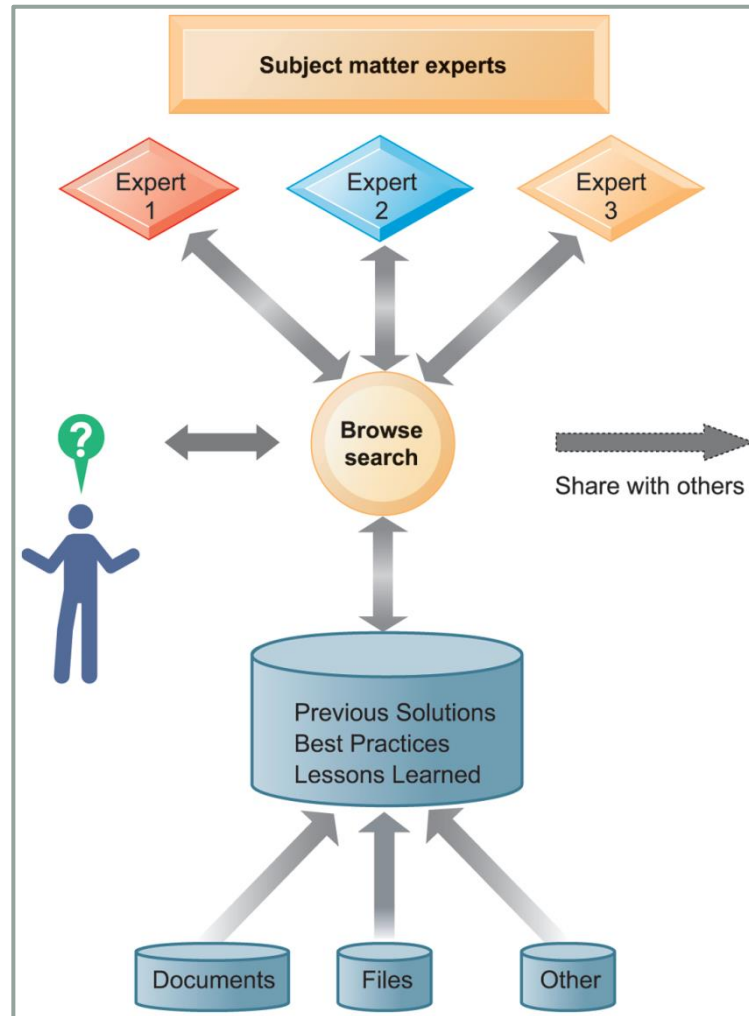 Subject matter experts
Expert
1
Expert
2
Expert
3
?
Browse
search
Share with others
Previous Solutions
Best Practices
Lessons Learned
Documents
Files
Other